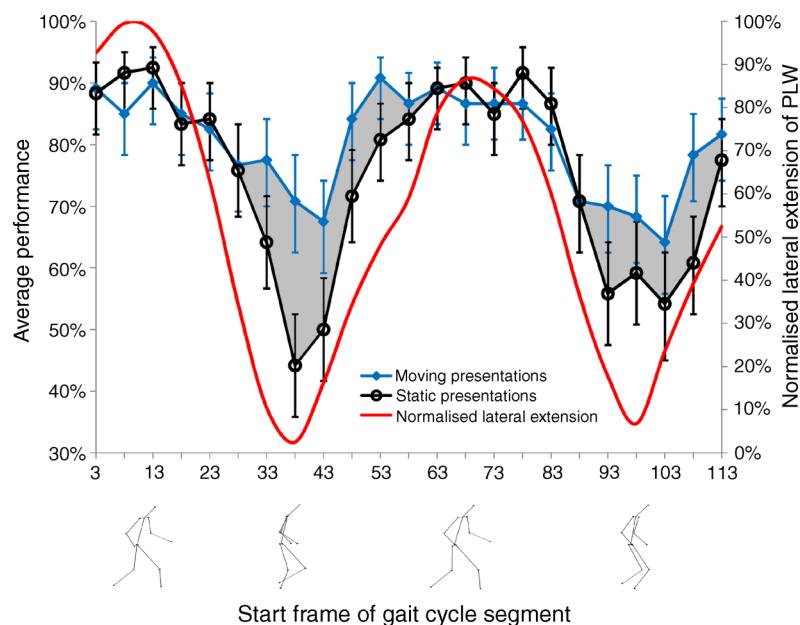 100%
90%
80%
70%
60%
50%
40%
30%
Average performance
100%
90%
80%
70%
60%
50%
40%
30%
20%
10%
0%
Normalised lateral extension of PLW
Moving presentations
Static presentations
Normalised lateral extension
3 13 23 33 43 53 63 73 83 93 103 113
Start frame of gait cycle segment